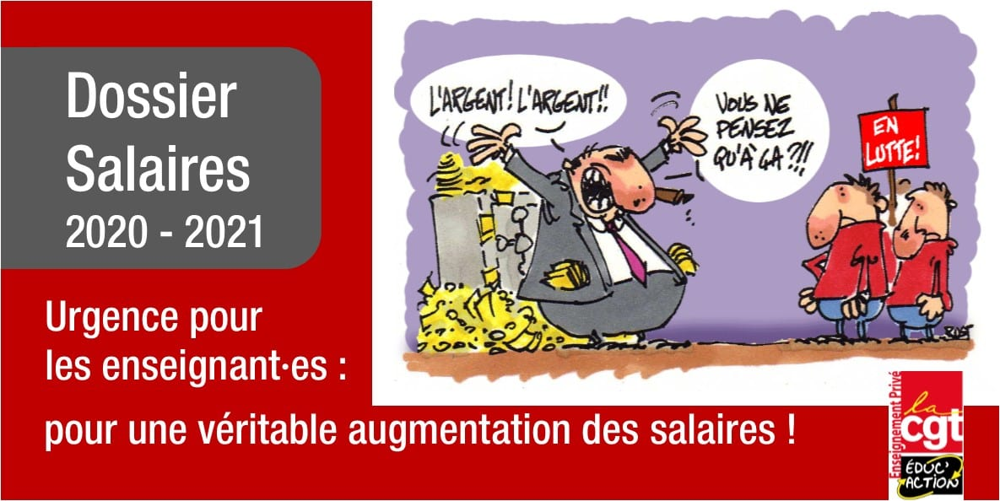 Dossier
Salaires
2020 - 2021
Urgence pour
les enseignant·es :
pour une véritable augmentation des salaires !
L'ARGENT! L'ARGENT!!
VOUS NE
PENSEZ
QU'À ÇA?!!!
EN
LUTTE!
ROST
Enseignement Privé
la
cgt
ÉDUC'
ACTION